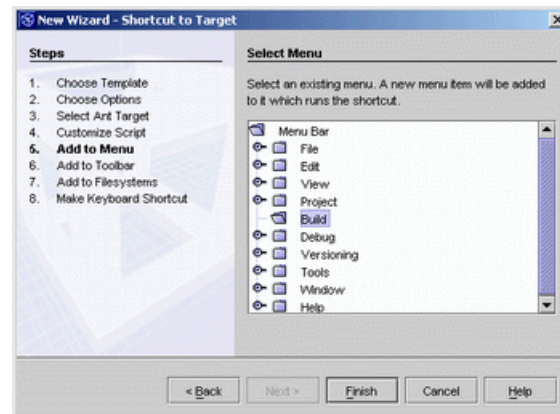 New Wizard - Shortcut to Target
Steps
1. Choose Template
2. Choose Options
3. Select Ant Target
4. Customize Script
5. Add to Menu
6. Add to Toolbar
7. Add to Filesystems
8. Make Keyboard Shortcut
Select Menu
Select an existing menu. A new menu item will be added
to it which runs the shortcut.
Menu Bar
File
Edit
View
Project
Build
Debug
Versioning
Tools
Window
Help
< Back
Next >
Finish
Cancel
Help